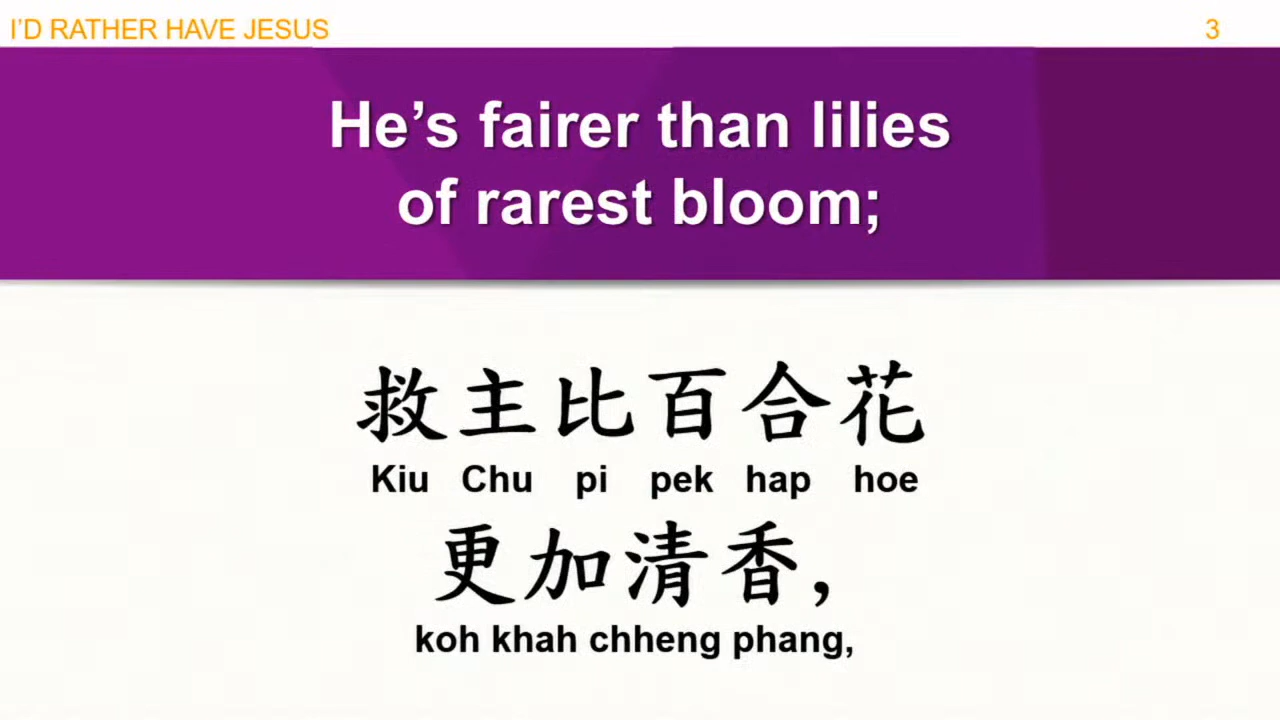 I'D RATHER HAVE JESUS 3
He's fairer than lilies
of rarest bloom;
救主比百合花
Kiu Chu pi pek hap hoe
更加清香,
koh khah chheng phang,